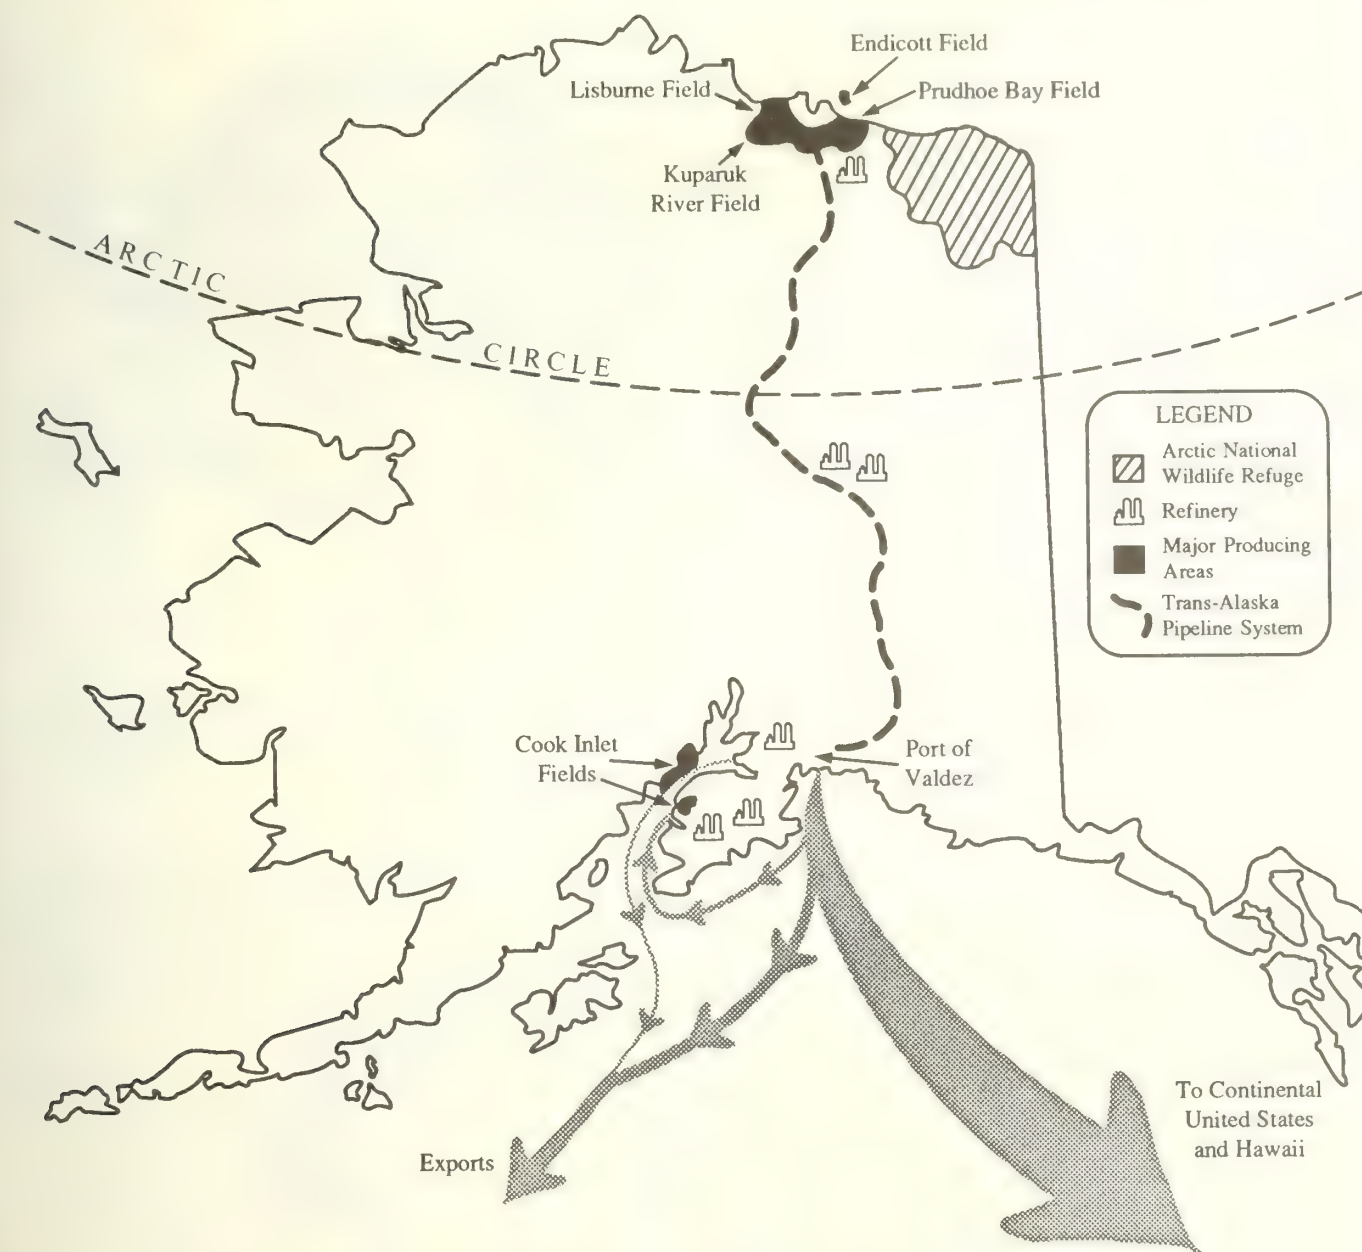 Endicott Field
Lisburne Field
Prudhoe Bay Field
Kuparuk
River Field
ARCTIC
CIRCLE
LEGEND
Arctic National
Wildlife Refuge
Refinery
Major Producing
Areas
Trans-Alaska
Pipeline System
Cook Inlet
Fields
Port of
Valdez
To Continental
United States
and Hawaii
Exports